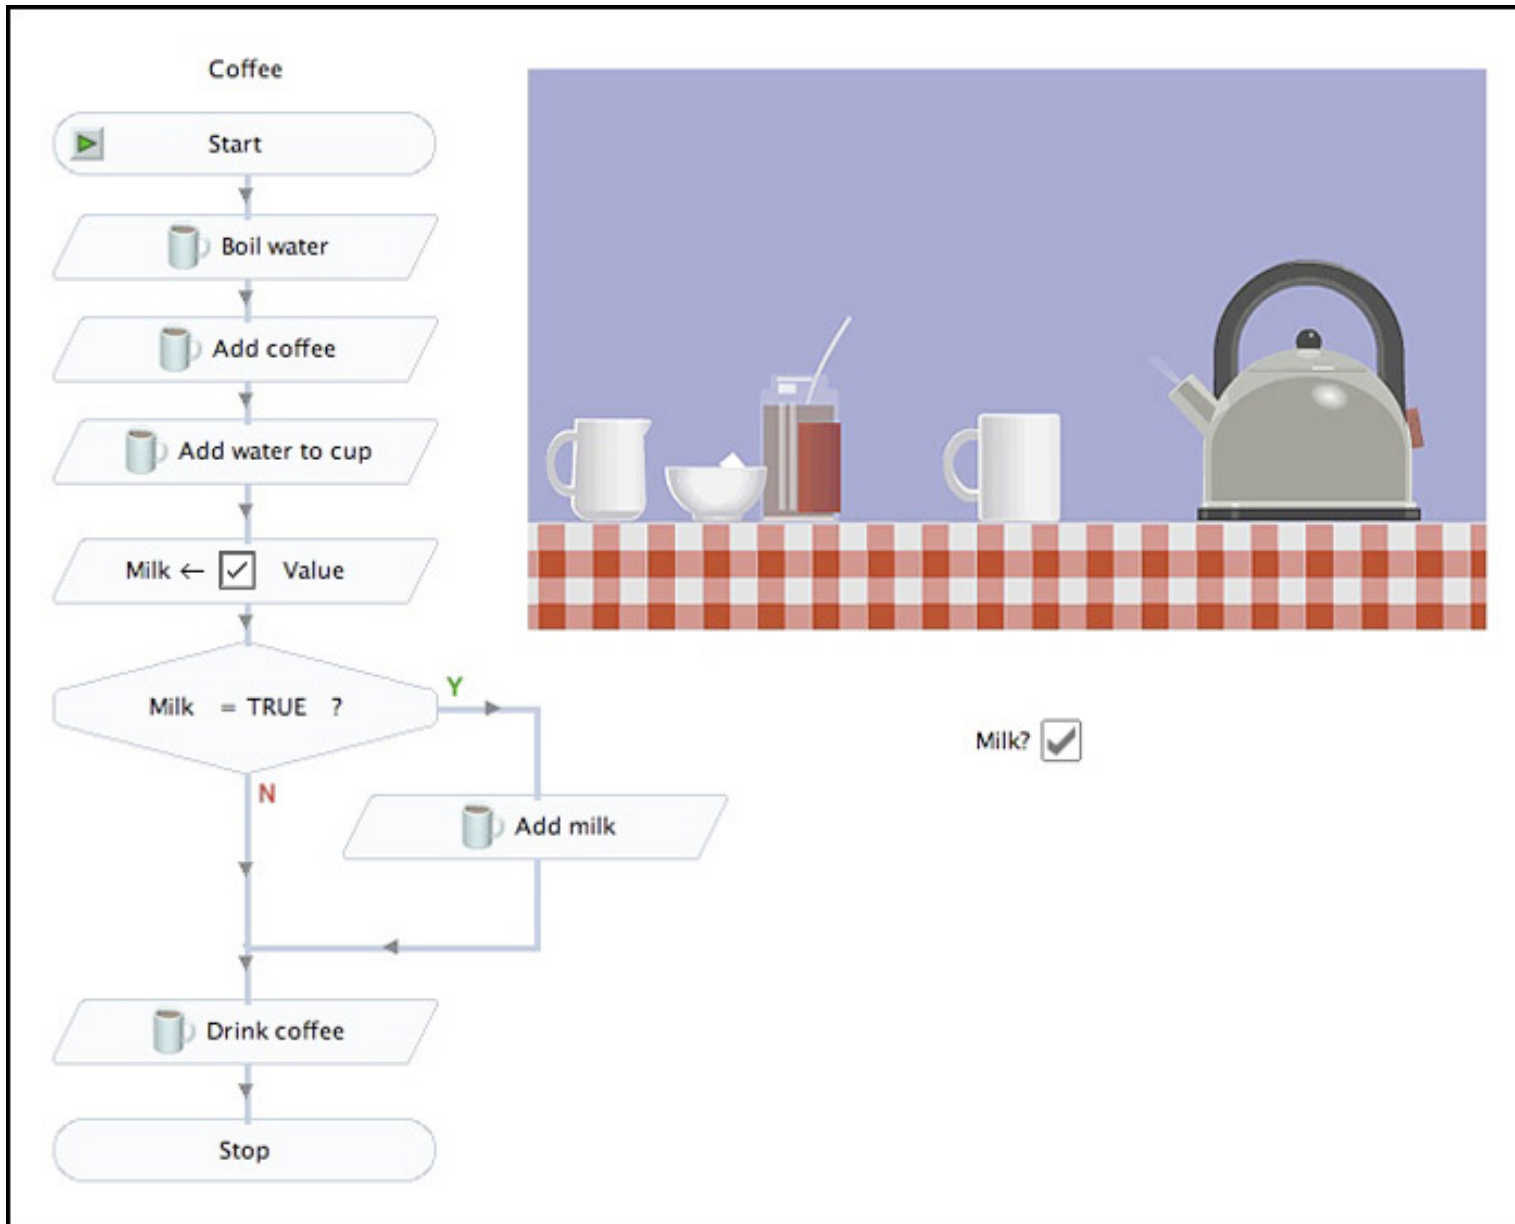 Coffee
Start
Boil water
Add coffee
Add water to cup
Milk ← Value
Milk = TRUE ?
Y
N
Add milk
Drink coffee
Stop
Milk?